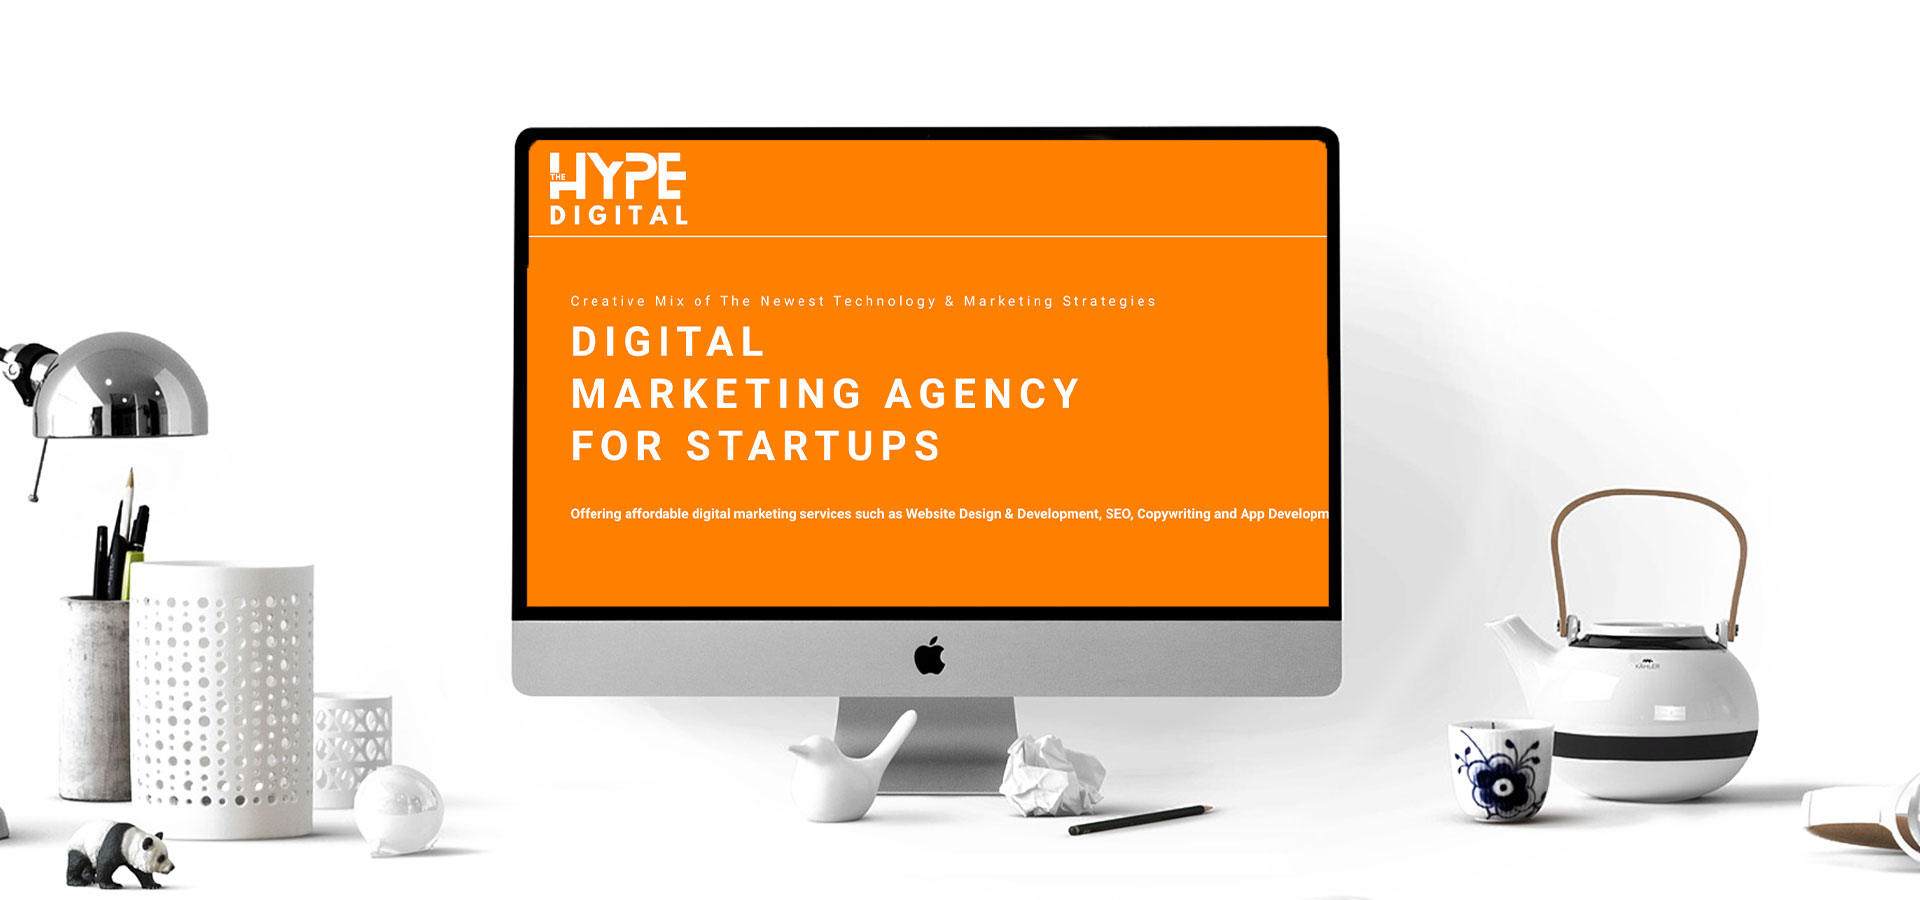 THE
HYPE
DIGITAL
Creative Mix of The Newest Technology & Marketing Strategies
DIGITAL
MARKETING AGENCY
FOR STARTUPS
Offering affordable digital marketing services such as Website Design & Development, SEO, Copywriting and App Developm
KÄHLER